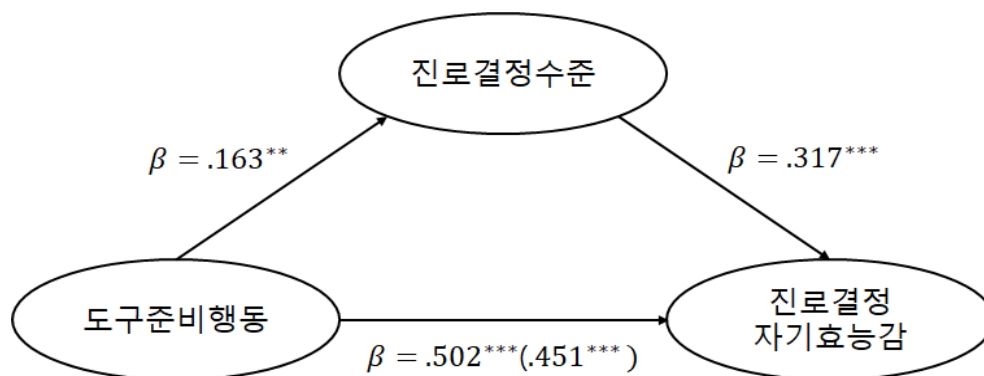 진로결정수준
β = .163**
β = .317***
도구준비행동
진로결정
자기효능감
β = .502***(.451***)